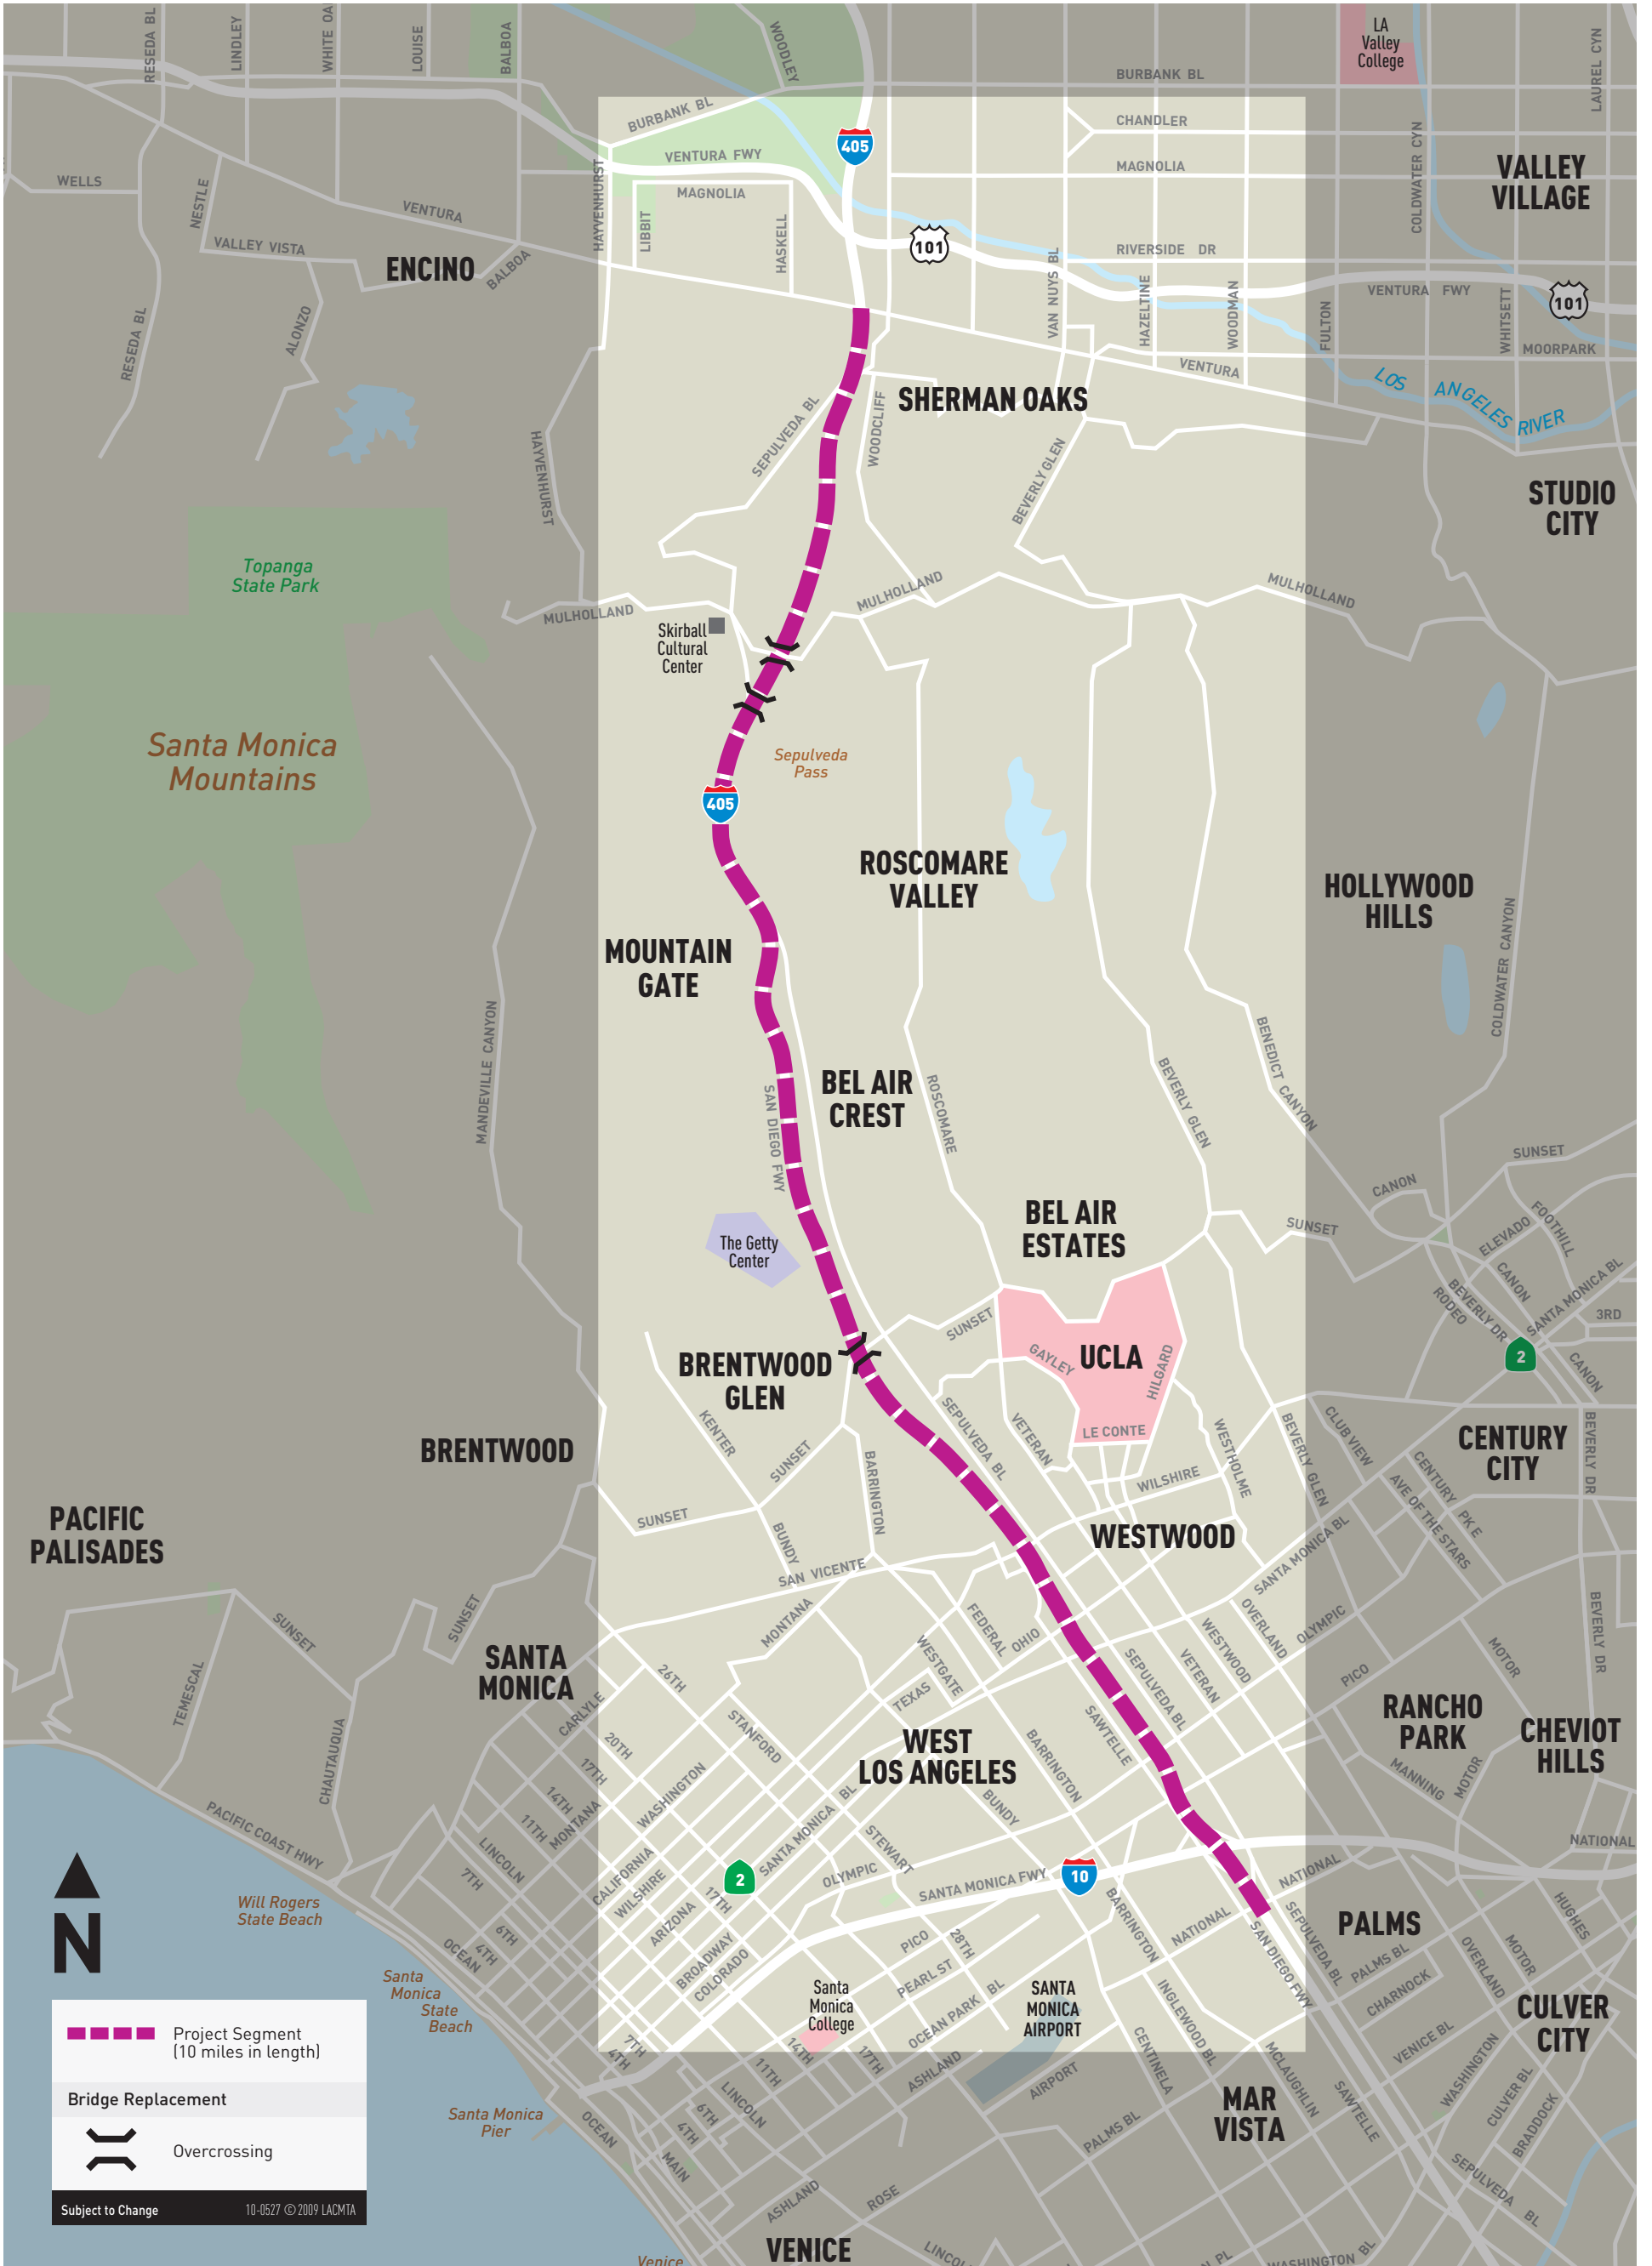 RESEDA BL
LINDLEY
WHITE OA
LOUISE
BALBOA
WOODLEY
BURBANK BL
LA
Valley
College
LAUREL CYN
BURBANK BL
CHANDLER
405
VENTURA FWY
MAGNOLIA
MAGNOLIA
COLDWATER CYN
VALLEY
VILLAGE
WELLS
NESTLE
VENTURA
HAYVENHURST
LIBBIT
HASKELL
VALLEY VISTA
ENCINO
BALBOA
101
RIVERSIDE DR
VAN NUYS BL
HAZELTINE
WOODMAN
FULTON
VENTURA FWY
WHITSETT
101
MOORPARK
RESEDA BL
ALONZO
VENTURA
LOS ANGELES RIVER
SHERMAN OAKS
SEPULVEDA BL
WOODCLIFF
HAYVENHURST
BEVERLY GLEN
STUDIO
CITY
Topanga
State Park
MULHOLLAND
MULHOLLAND
MULHOLLAND
Skirball
Cultural
Center
Santa Monica
Mountains
Sepulveda
Pass
405
ROSCOMARE
VALLEY
HOLLYWOOD
HILLS
MOUNTAIN
GATE
COLDWATER CANYON
MANDEVILLE CANYON
BENEDICT CANYON
BEL AIR
CREST
SAN DIEGO FWY
ROSCOMARE
BEVERLY GLEN
SUNSET
CANON
BEL AIR
ESTATES
SUNSET
The Getty
Center
ELEVADO
FOOTHILL
CANON
SANTA MONICA BL
BEVERLY DR
RODEO
3RD
2
CANON
SUNSET
GAYLEY
UCLA
HILGARD
BRENTWOOD
GLEN
LE CONTE
KENTER
SUNSET
SEPULVEDA BL
VETERAN
WESTHOLME
BEVERLY GLEN
CLUB VIEW
CENTURY
CITY
BEVERLY DR
BRENTWOOD
BARRINGTON
WILSHIRE
CENTURY PK E
AVE OF THE STARS
PACIFIC
PALISADES
SUNSET
BUNDY
WESTWOOD
SANTA MONICA BL
SAN VICENTE
SUNSET
SUNSET
MONTANA
FEDERAL
OHIO
OVERLAND
OLYMPIC
BEVERLY DR
SANTA
MONICA
26TH
WESTGATE
WESTWOOD
VETERAN
SEPULVEDA BL
PICO
MOTOR
TEMESCAL
CARLYLE
TEXAS
SAWTELLE
RANCHO
PARK
CHEVIOT
HILLS
CHAUTAUQUA
20TH
STANFORD
WEST
LOS ANGELES
BARRINGTON
17TH
WASHINGTON
MANNING
MOTOR
14TH
MONTANA
11TH
SANTA MONICA BL
BUNDY
PACIFIC COAST HWY
LINCOLN
STEWART
NATIONAL
7TH
CALIFORNIA
WILSHIRE
2
OLYMPIC
SANTA MONICA FWY
10
NATIONAL
N
Will Rogers
State Beach
17TH
ARIZONA
BARRINGTON
NATIONAL
SEPULVEDA BL
PALMS
HUGHES
6TH
4TH
OCEAN
BROADWAY
COLORADO
PICO
28TH
SAN DIEGO FWY
PALMS BL
OVERLAND
MOTOR
Santa
Monica
State
Beach
Santa
Monica
College
PEARL ST
OCEAN PARK BL
SANTA
MONICA
AIRPORT
INGLEWOOD BL
CHARNOCK
CULVER
CITY
7TH
4TH
14TH
17TH
11TH
ASHLAND
AIRPORT
CENTINELA
MCLAUGHLIN
VENICE BL
WASHINGTON
CULVER BL
BRADDOCK
Project Segment
(10 miles in length)
Bridge Replacement
Overcrossing
Subject to Change
10-0527 © 2009 LACMTA
Santa Monica
Pier
OCEAN
LINCOLN
6TH
4TH
MAIN
PALMS BL
MAR
VISTA
SAWTELLE
SEPULVEDA BL
ASHLAND
ROSE
VENICE
Venice
LINCOL
PL
WASHINGTON BL